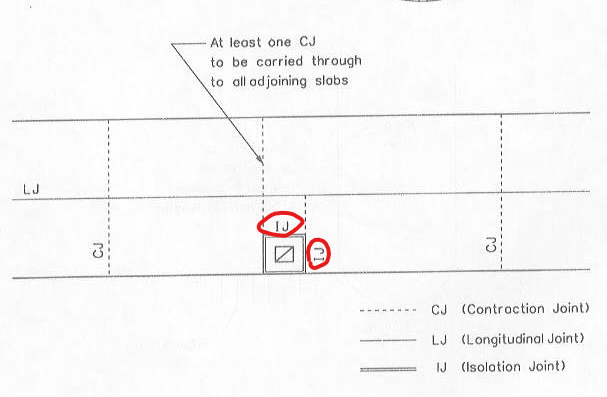 At least one CJ
to be carried through
to all adjoining slabs
LJ
IJ
CJ
IJ
CJ
CJ (Contraction Joint)
LJ (Longitudinal Joint)
IJ (Isolation Joint)